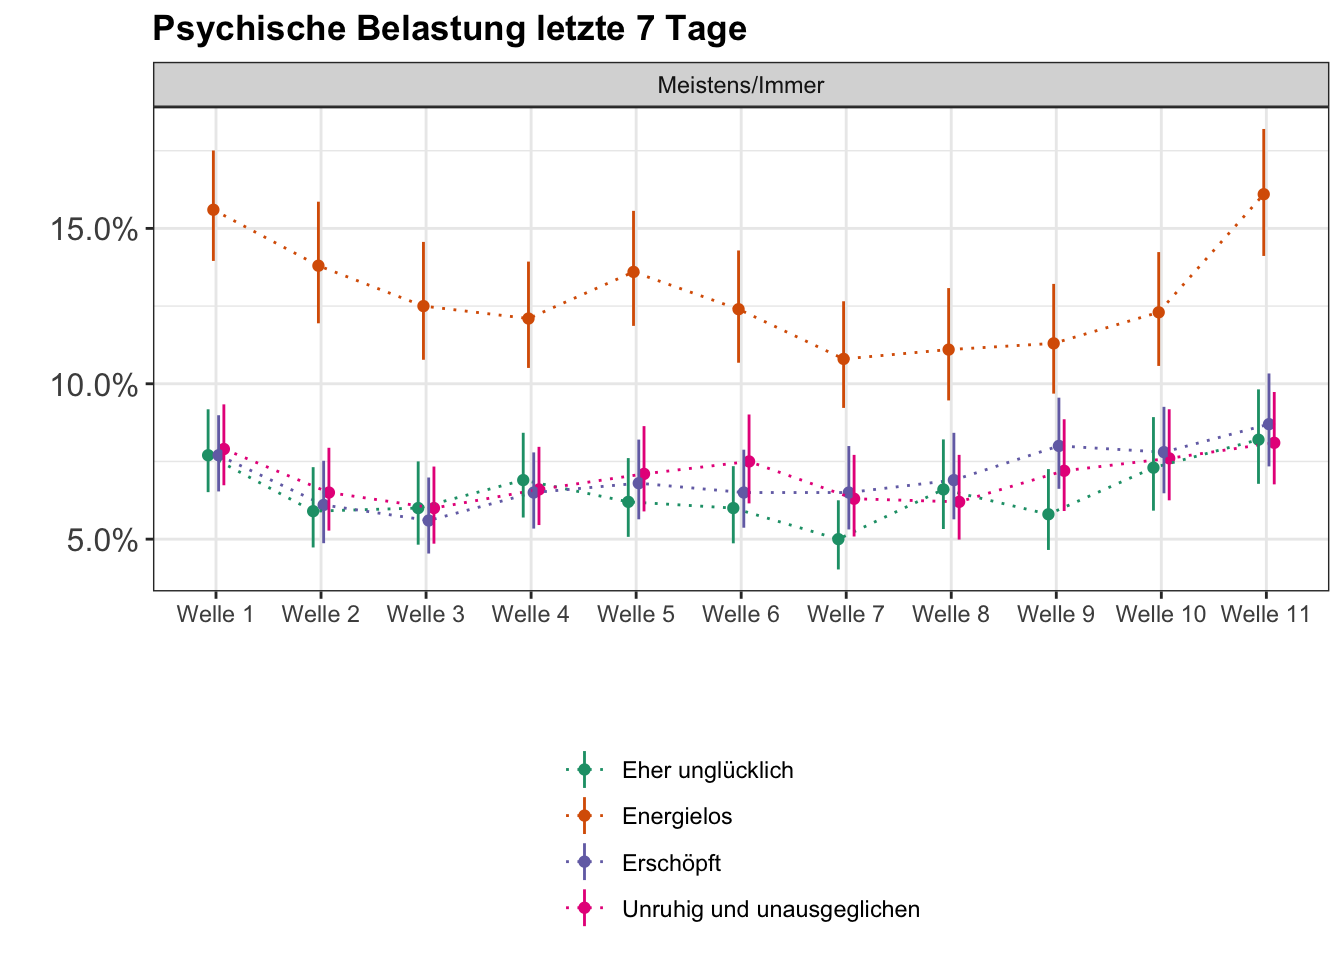 Psychische Belastung letzte 7 Tage
Meistens/Immer
15.0%
10.0%
5.0%
Welle 1 Welle 2 Welle 3 Welle 4 Welle 5 Welle 6 Welle 7 Welle 8 Welle 9 Welle 10 Welle 11
Eher unglücklich
Energielos
Erschöpft
Unruhig und unausgeglichen